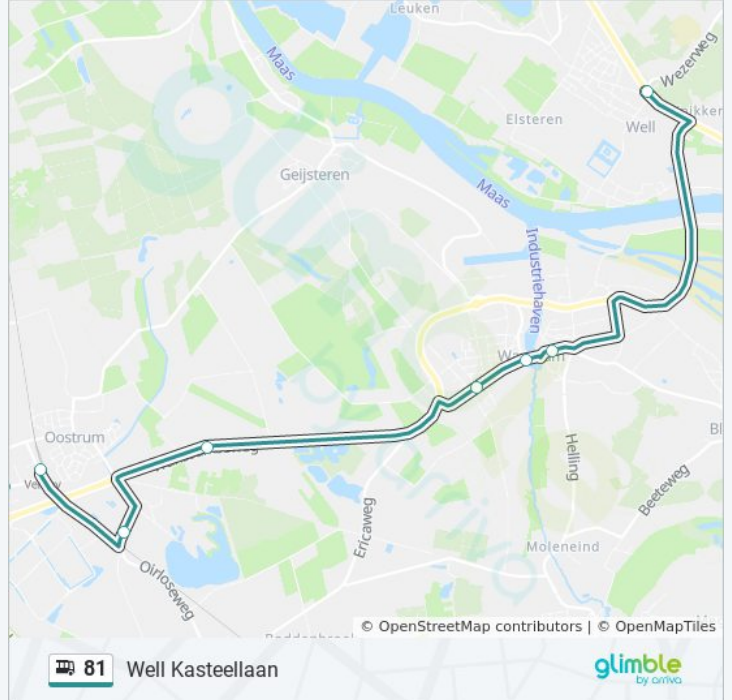 Leuken
Maas
Wezerweg
Elsteren
Well
Geijsteren
Maas
Industriehaven
Oostrum
Helling
Beeteweg
Ericaweg
Moleneind
Oirloseweg
© OpenStreetMap contributors | © OpenMapTiles
81 Well Kasteellaan
glimble
by arriva